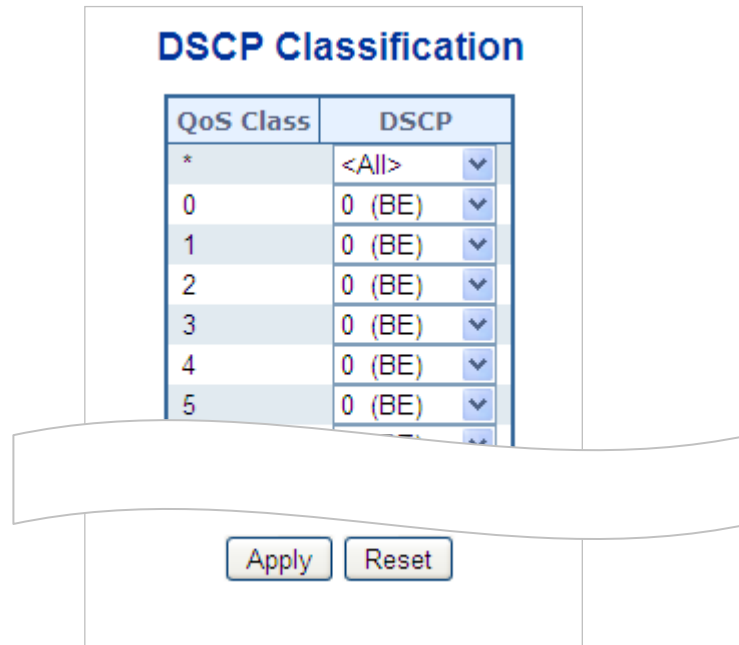 DSCP Classification
QoS Class DSCP
* <All>
0 0 (BE)
1 0 (BE)
2 0 (BE)
3 0 (BE)
4 0 (BE)
5 0 (BE)
Apply Reset